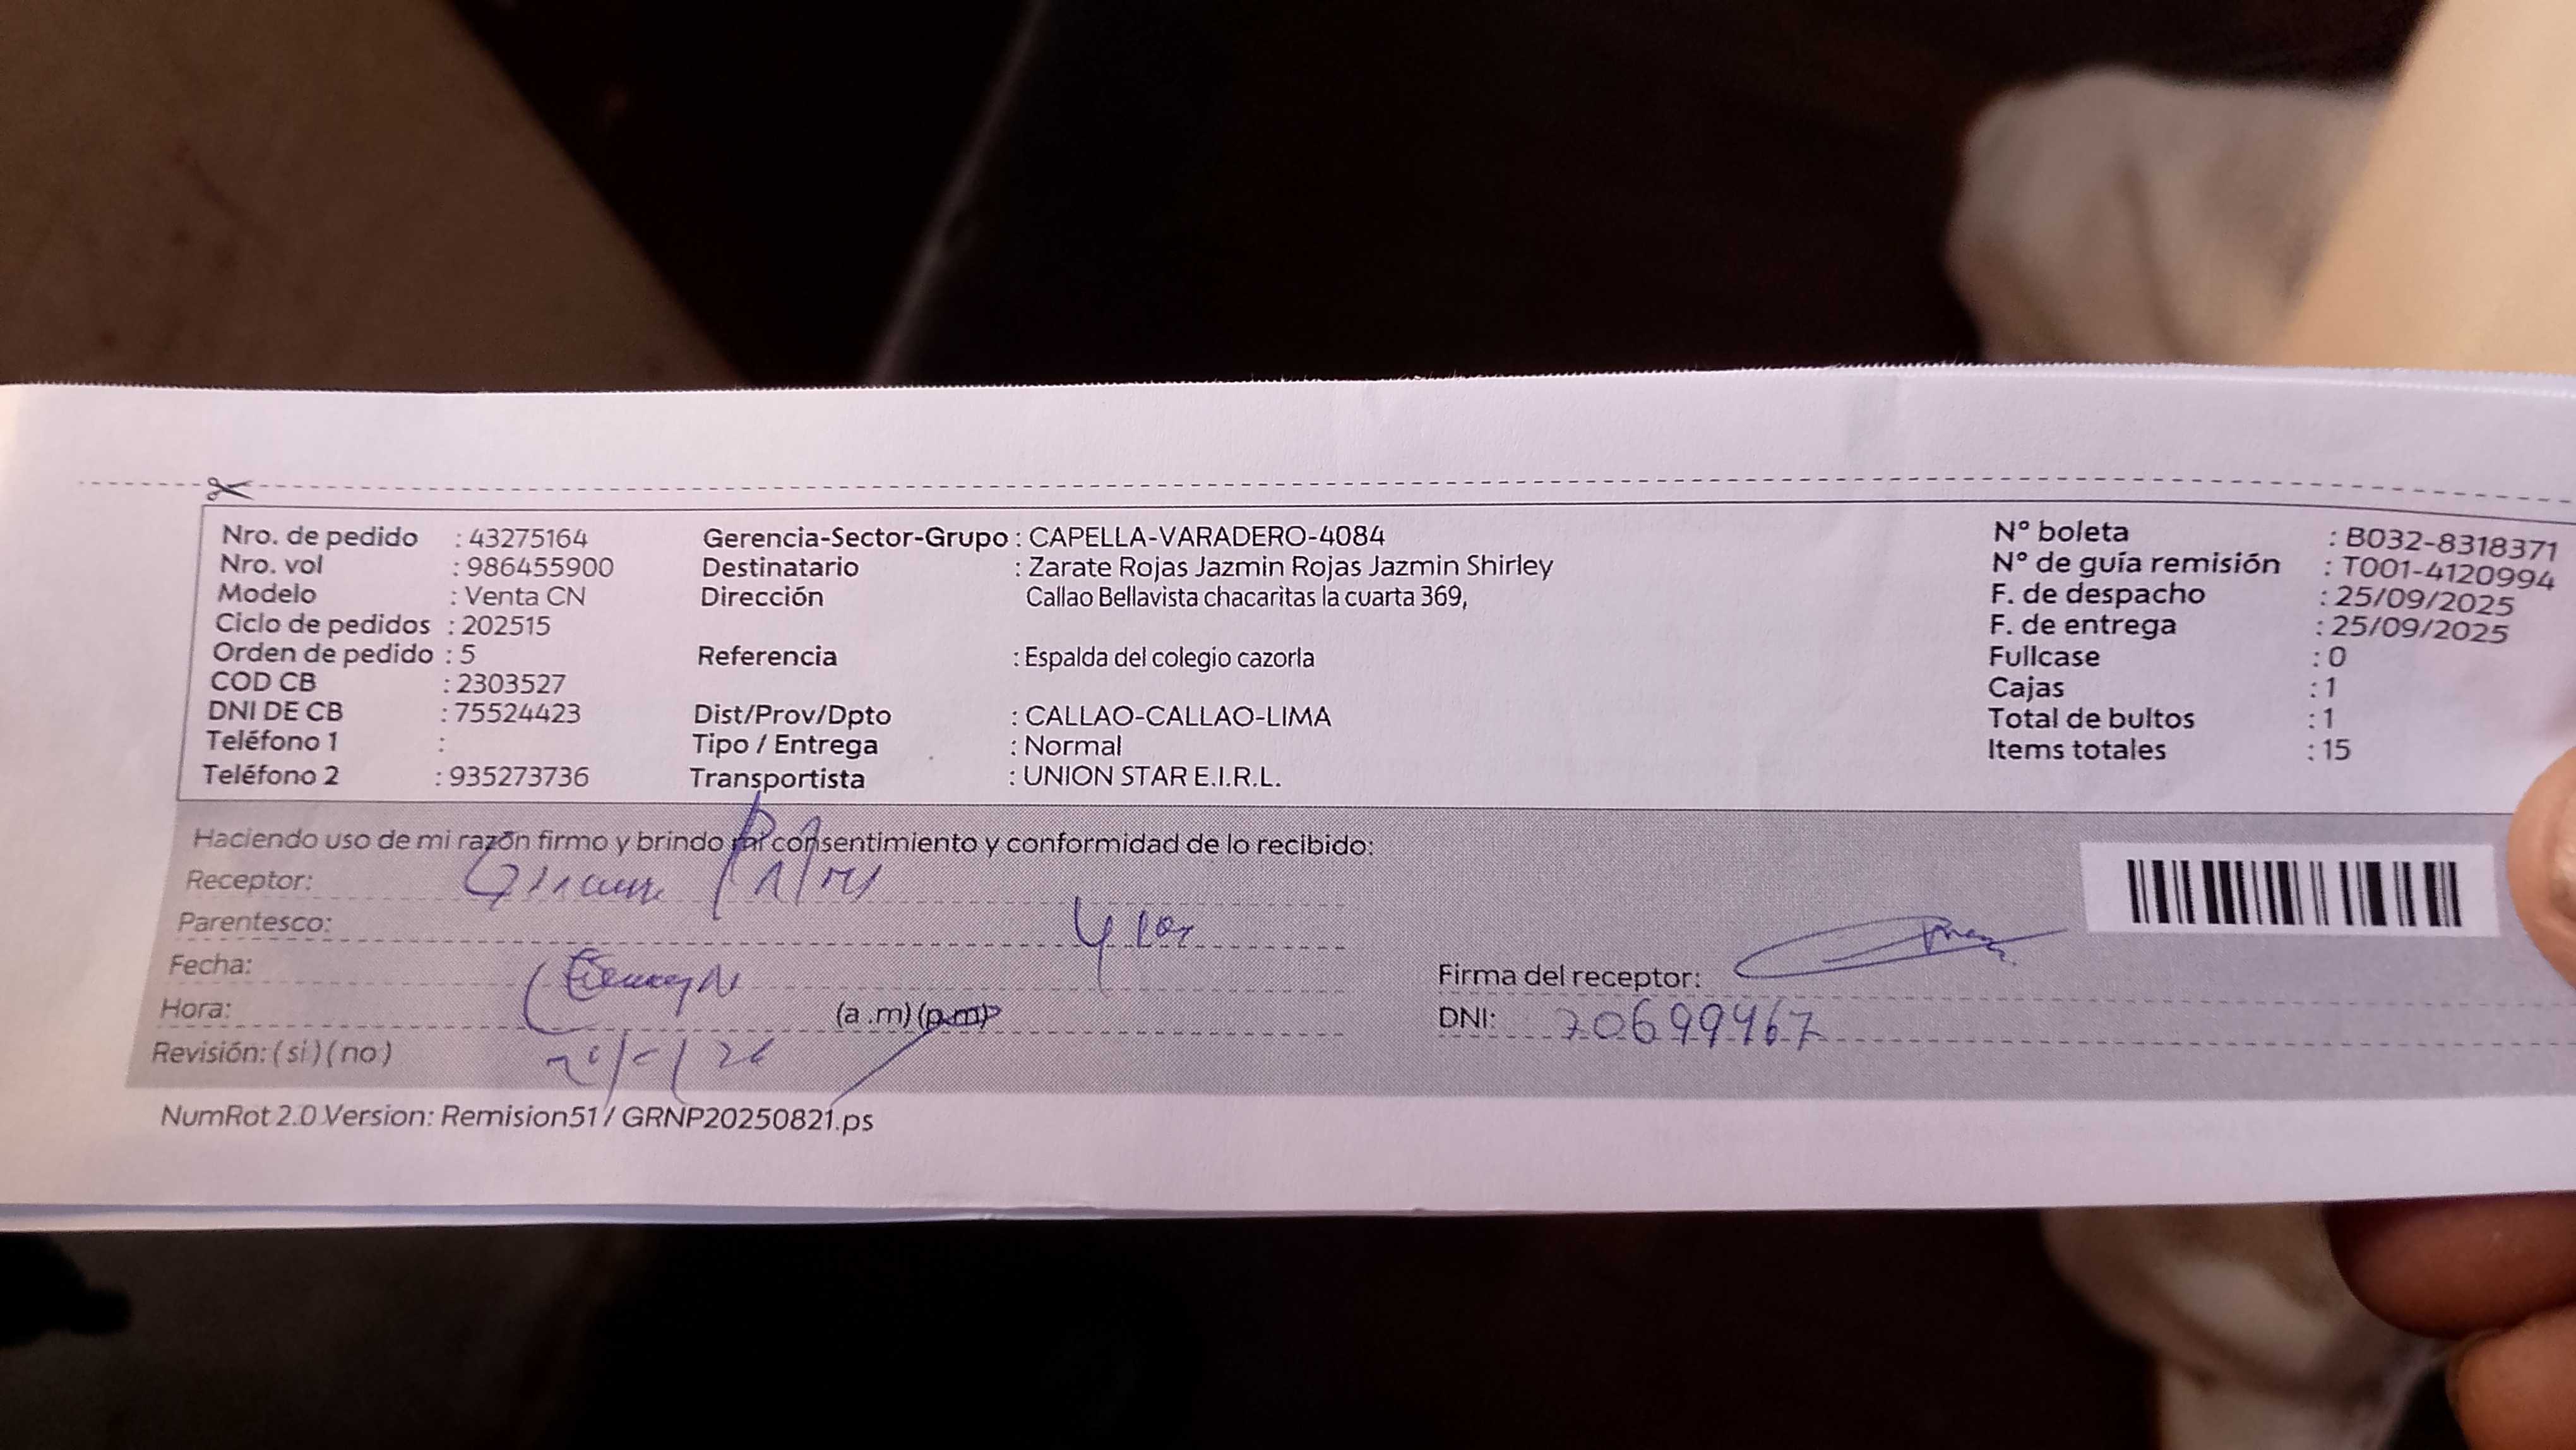 Nro. de pedido : 43275164
Nro. vol : 986455900
Modelo : Venta CN
Ciclo de pedidos : 202515
Orden de pedido : 5
COD CB : 2303527
DNI DE CB : 75524423
Teléfono 1 :
Teléfono 2 : 935273736
Gerencia-Sector-Grupo : CAPELLA-VARADERO-4084
Destinatario : Zarate Rojas Jazmin Rojas Jazmin Shirley
Dirección Callao Bellavista chacaritas la cuarta 369,
Referencia : Espalda del colegio cazorla
Dist/Prov/Dpto : CALLAO-CALLAO-LIMA
Tipo / Entrega : Normal
Transportista : UNION STAR E.I.R.L.
N° boleta : B032-8318371
N° de guía remisión : T001-4120994
F. de despacho : 25/09/2025
F. de entrega : 25/09/2025
Fullcase : 0
Cajas : 1
Total de bultos : 1
Items totales : 15
Haciendo uso de mi razón firmo y brindo mi consentimiento y conformidad de lo recibido:
Receptor:
Parentesco:
Fecha:
Hora: (a .m) (p.m)
Revisión: ( si ) ( no )
Firma del receptor:
DNI: 70699467
NumRot 2.0 Version: Remision51 / GRNP20250821.ps